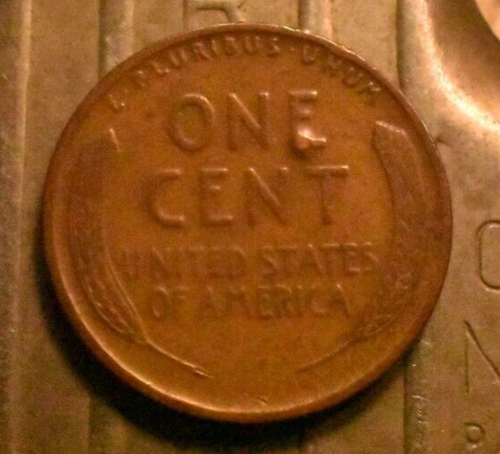 E PLURIBUS · UNUM
ONE
CENT
UNITED STATES
OF AMERICA